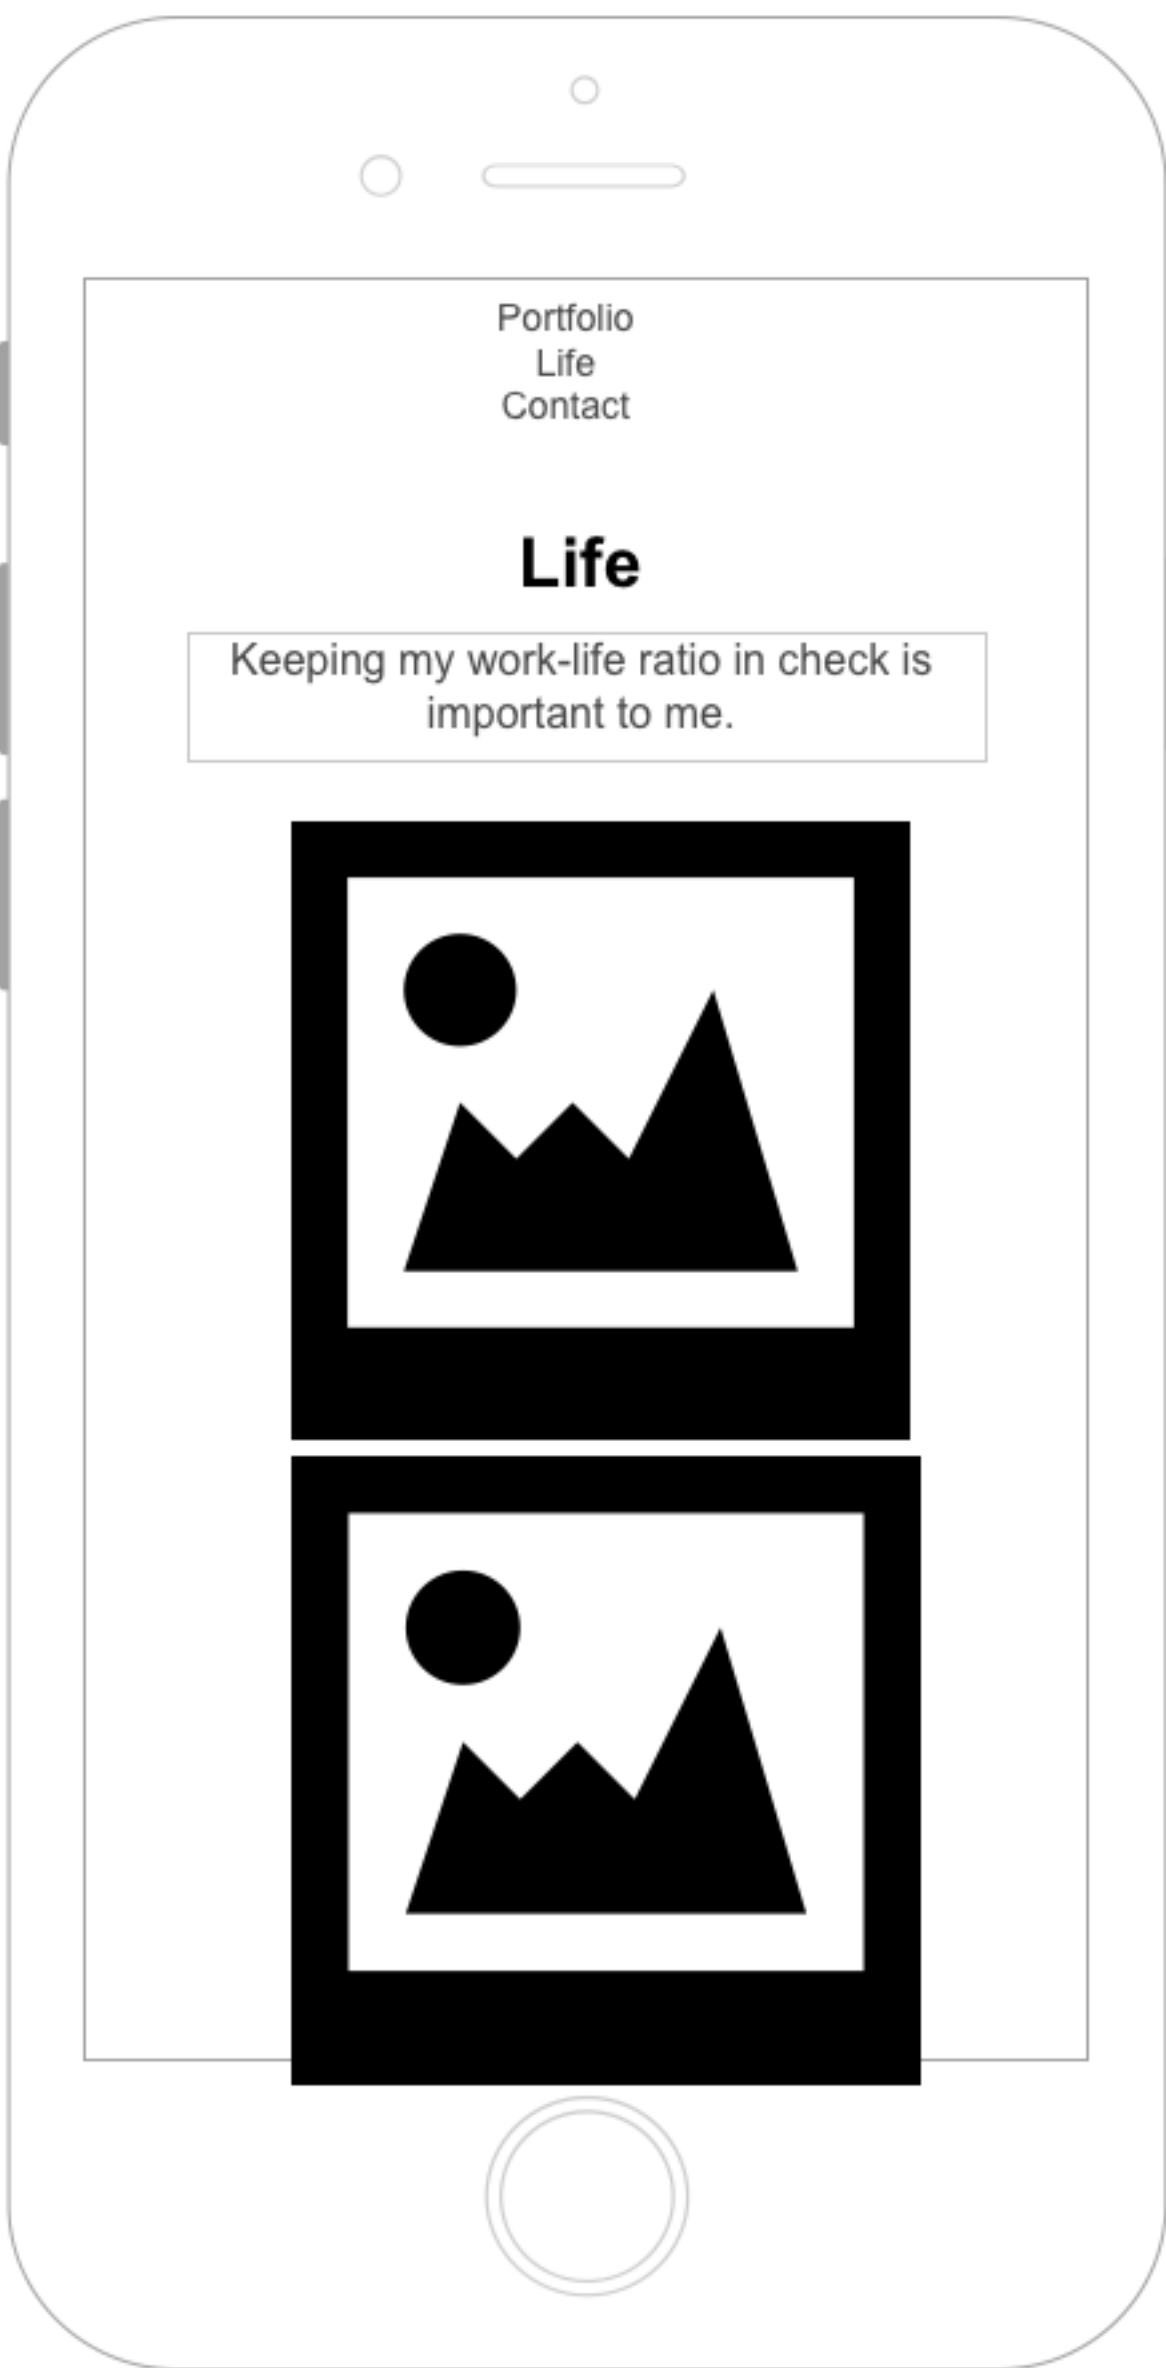 Portfolio
Life
Contact
Life
Keeping my work-life ratio in check is
important to me.